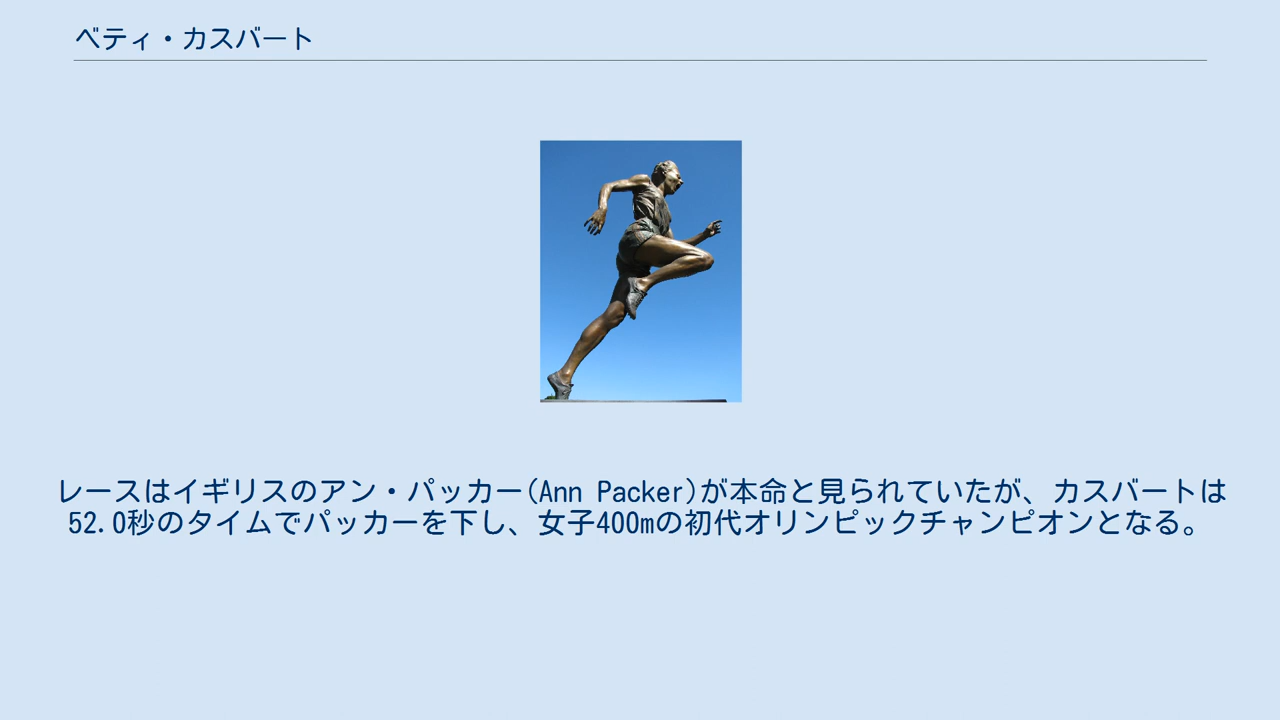 ベティ・カスバート
レースはイギリスのアン・パッカー(Ann Packer)が本命と見られていたが、カスバートは
52.0秒のタイムでパッカーを下し、女子400mの初代オリンピックチャンピオンとなる。